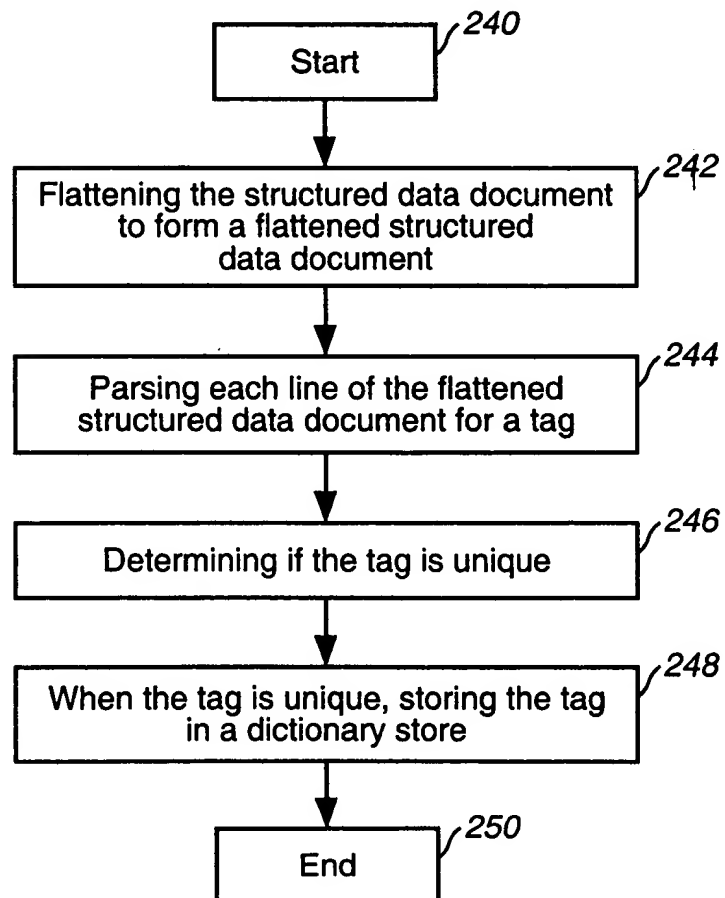 240
Start
242
Flattening the structured data document
to form a flattened structured
data document
244
Parsing each line of the flattened
structured data document for a tag
246
Determining if the tag is unique
248
When the tag is unique, storing the tag
in a dictionary store
250
End